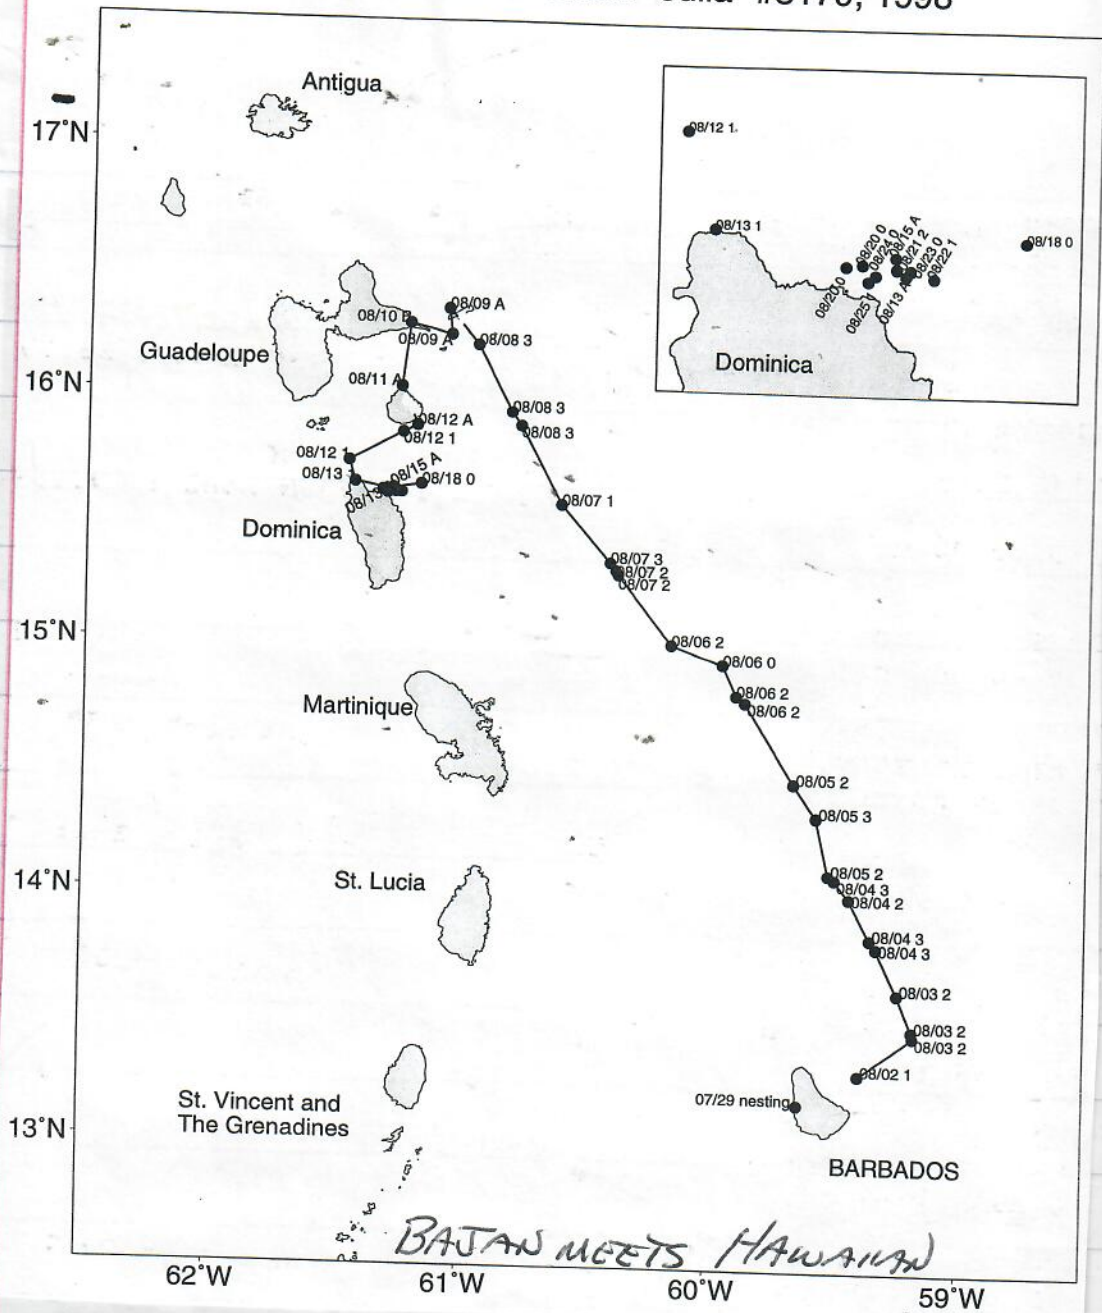 #5170, 1998
Antigua
17°N
08/12 1
08/13 1
08/20 0
08/24 0
08/15 A
08/21 2
08/23 0
08/22 1
08/18 0
08/20 0
08/25
08/13 A
Dominica
08/09 A
08/10 B
08/09 A
08/08 3
Guadeloupe
16°N
08/11 A
08/08 3
08/12 A
08/08 3
08/12 1
08/12 1
08/15 A
08/13
08/18 0
08/13
08/07 1
Dominica
08/07 3
08/07 2
08/07 2
15°N
08/06 2
08/06 0
08/06 2
08/06 2
Martinique
08/05 2
08/05 3
14°N
St. Lucia
08/05 2
08/04 3
08/04 2
08/04 3
08/04 3
08/03 2
08/03 2
08/03 2
08/02 1
07/29 nesting
St. Vincent and
The Grenadines
13°N
BARBADOS
BAJAN MEETS HAWAIIAN
62°W
61°W
60°W
59°W